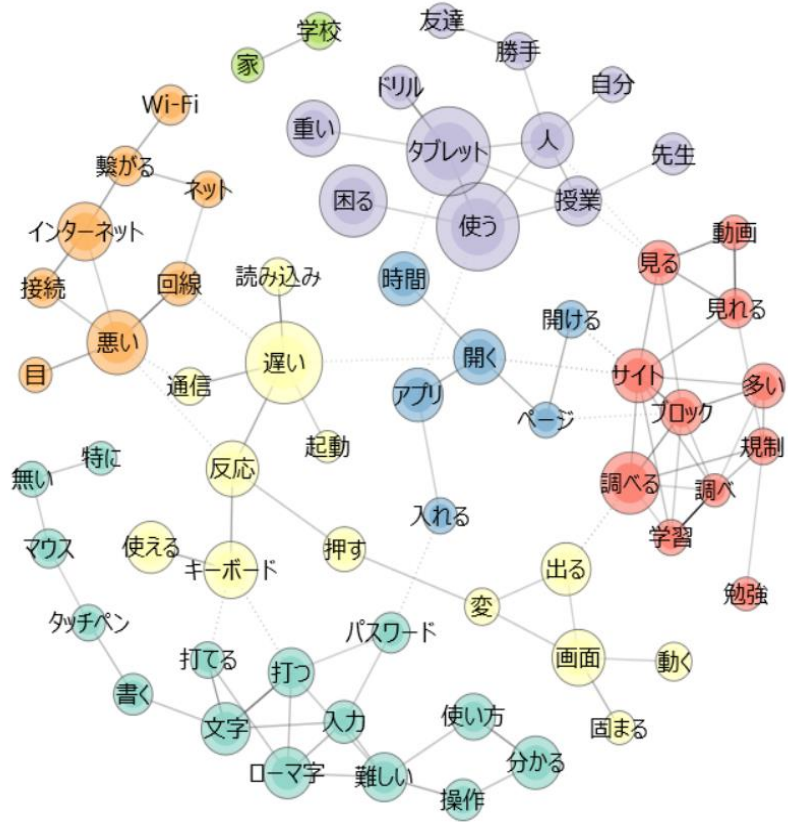 友達
学校
勝手
家
ドリル
自分
Wi-Fi
重い
タブレット
人
先生
繋がる
ネット
困る
授業
使う
インターネット
動画
見る
読み込み
時間
接続
回線
見れる
開ける
悪い
遅い
開く
目
通信
アプリ
サイト
多い
ブロック
ページ
起動
規制
特に
反応
無い
調べる
調べ
入れる
学習
マウス
使える
キーボード
押す
出る
勉強
変
タッチペン
パスワード
打てる
打つ
画面
動く
書く
文字
入力
使い方
固まる
ローマ字
難しい
分かる
操作